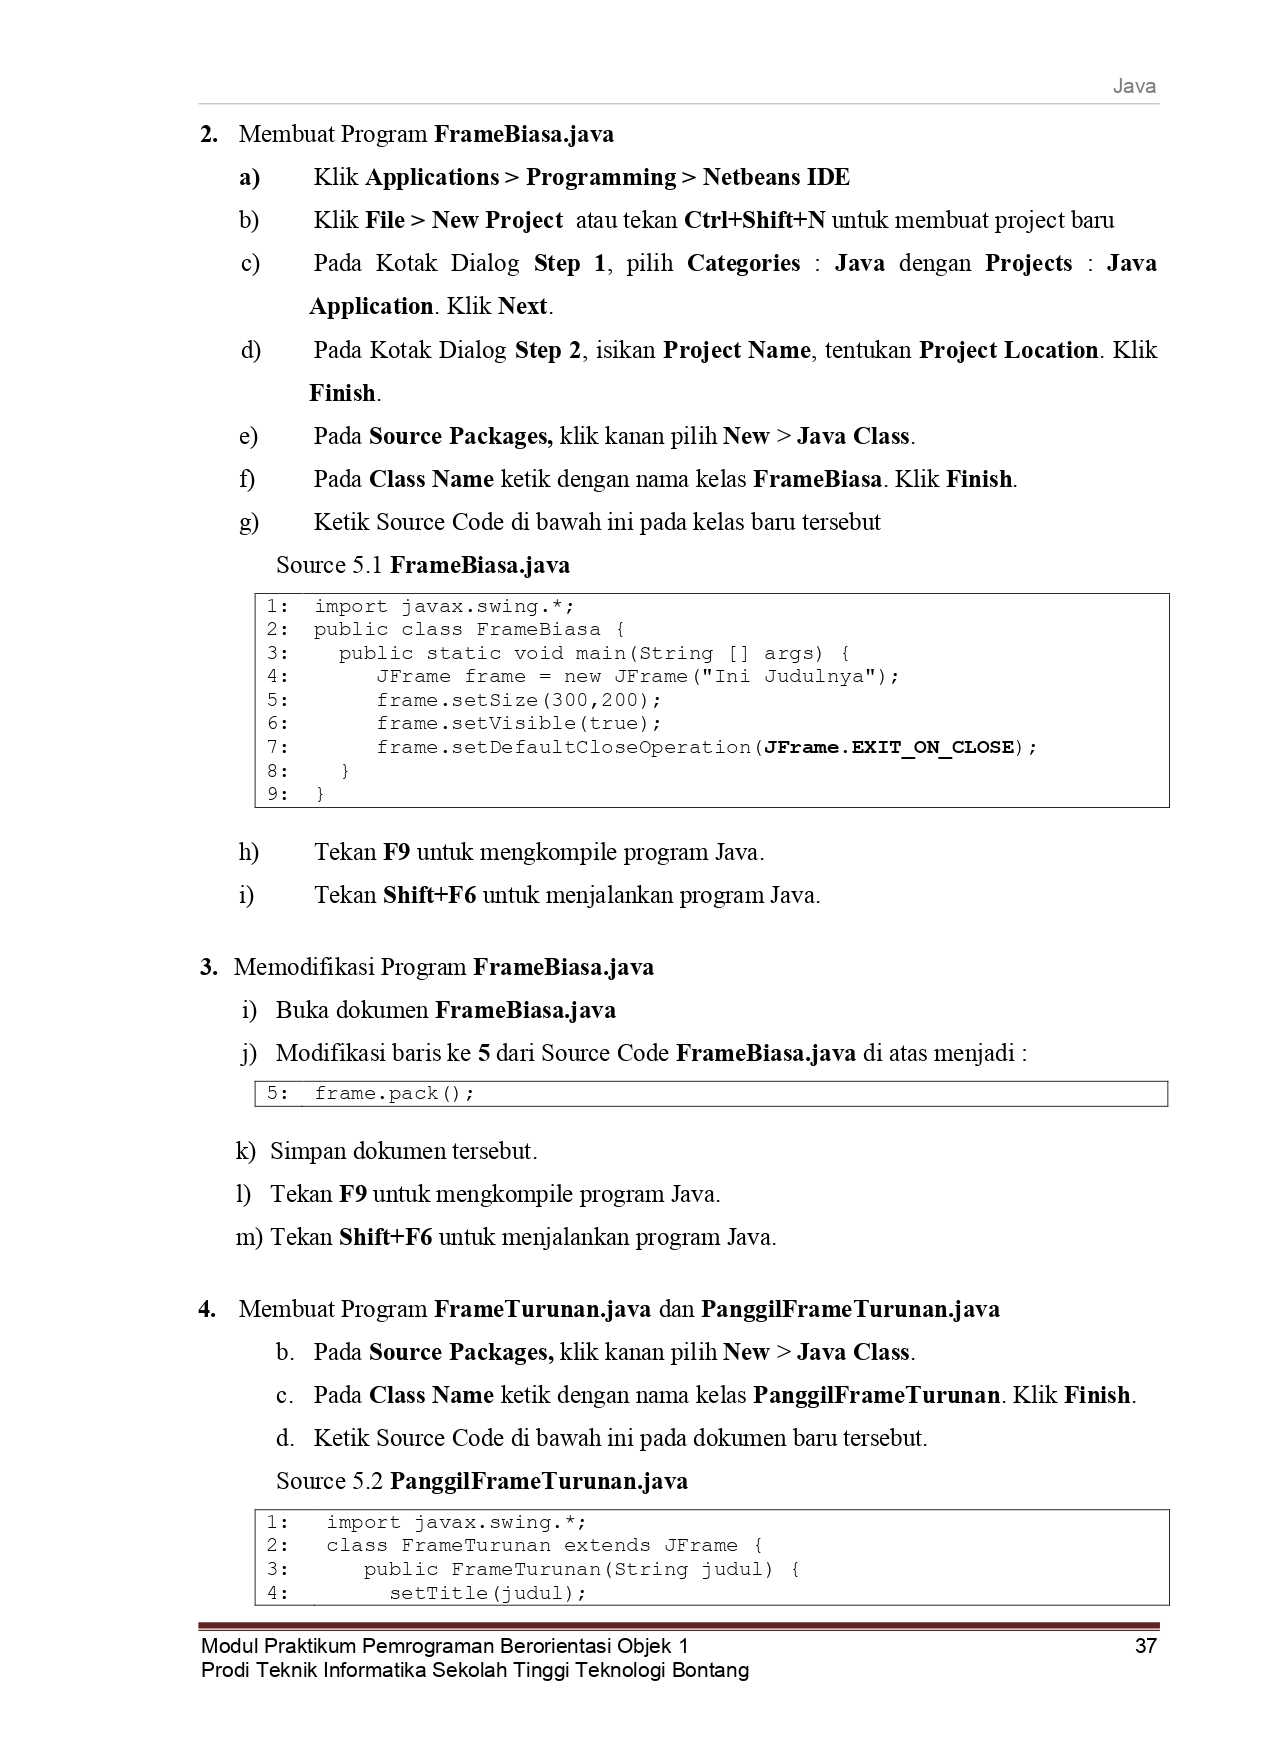 Java
2. Membuat Program FrameBiasa.java
a) Klik Applications > Programming > Netbeans IDE
b) Klik File > New Project atau tekan Ctrl+Shift+N untuk membuat project baru
c) Pada Kotak Dialog Step 1, pilih Categories : Java dengan Projects : Java
Application. Klik Next.
d) Pada Kotak Dialog Step 2, isikan Project Name, tentukan Project Location. Klik
Finish.
e) Pada Source Packages, klik kanan pilih New > Java Class.
f) Pada Class Name ketik dengan nama kelas FrameBiasa. Klik Finish.
g) Ketik Source Code di bawah ini pada kelas baru tersebut
Source 5.1 FrameBiasa.java
1: import javax.swing.*;
2: public class FrameBiasa {
3: public static void main(String [] args) {
4: JFrame frame = new JFrame("Ini Judulnya");
5: frame.setSize(300,200);
6: frame.setVisible(true);
7: frame.setDefaultCloseOperation(JFrame.EXIT_ON_CLOSE);
8: }
9: }
h) Tekan F9 untuk mengkompile program Java.
i) Tekan Shift+F6 untuk menjalankan program Java.
3. Memodifikasi Program FrameBiasa.java
i) Buka dokumen FrameBiasa.java
j) Modifikasi baris ke 5 dari Source Code FrameBiasa.java di atas menjadi :
5: frame.pack();
k) Simpan dokumen tersebut.
l) Tekan F9 untuk mengkompile program Java.
m) Tekan Shift+F6 untuk menjalankan program Java.
4. Membuat Program FrameTurunan.java dan PanggilFrameTurunan.java
b. Pada Source Packages, klik kanan pilih New > Java Class.
c. Pada Class Name ketik dengan nama kelas PanggilFrameTurunan. Klik Finish.
d. Ketik Source Code di bawah ini pada dokumen baru tersebut.
Source 5.2 PanggilFrameTurunan.java
1: import javax.swing.*;
2: class FrameTurunan extends JFrame {
3: public FrameTurunan(String judul) {
4: setTitle(judul);
Modul Praktikum Pemrograman Berorientasi Objek 1 37
Prodi Teknik Informatika Sekolah Tinggi Teknologi Bontang